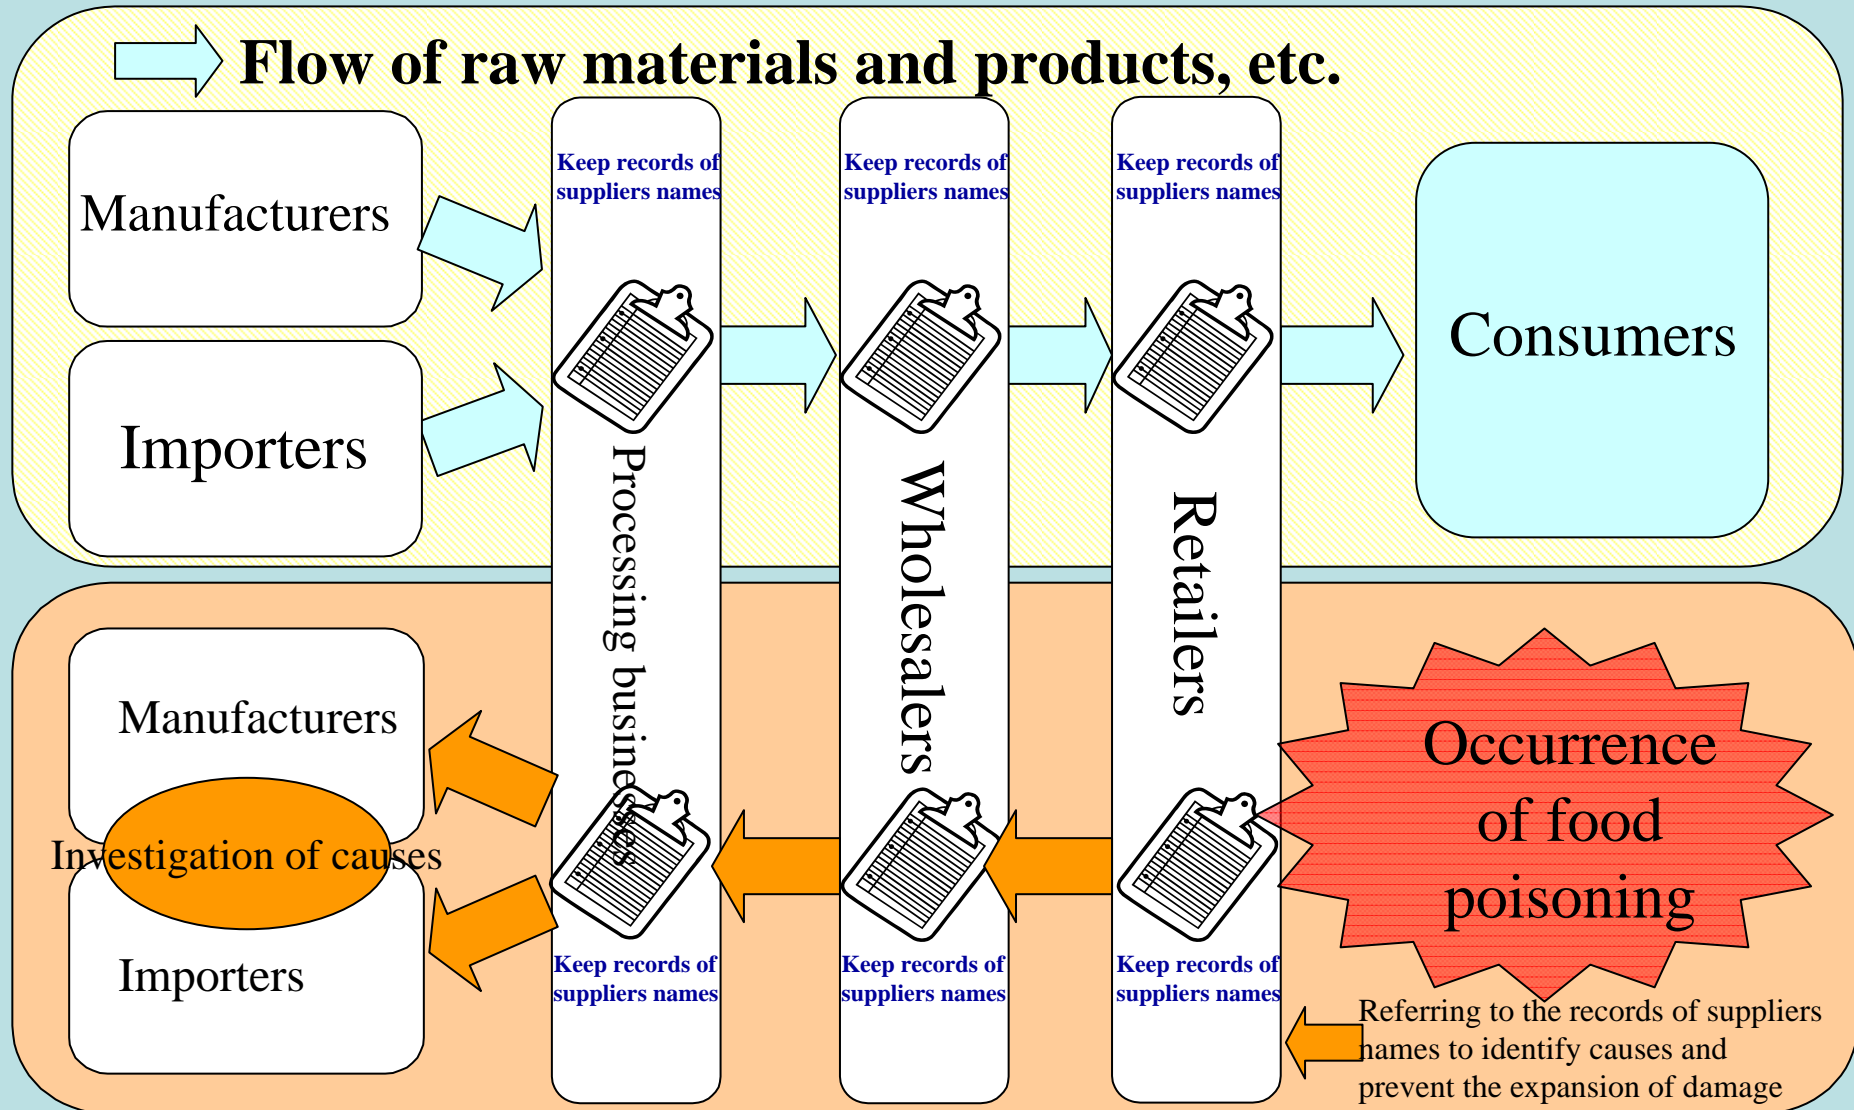 Flow of raw materials and products, etc.
Manufacturers
Importers
Keep records of
suppliers names
Keep records of
suppliers names
Keep records of
suppliers names
Consumers
Processing businesses
Wholesalers
Retailers
Manufacturers
Investigation of causes
Importers
Occurrence
of food
poisoning
Keep records of
suppliers names
Keep records of
suppliers names
Keep records of
suppliers names
Referring to the records of suppliers
names to identify causes and
prevent the expansion of damage